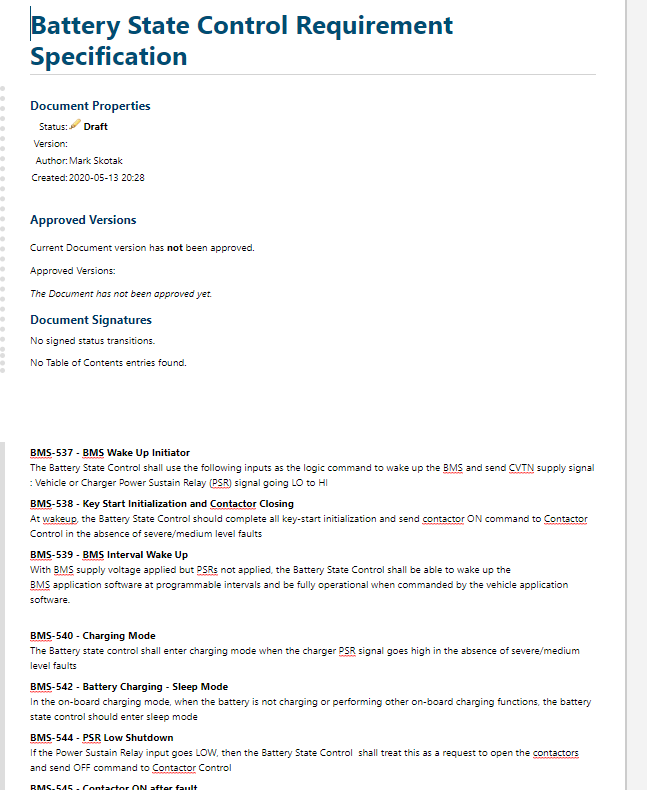 Battery State Control Requirement
Specification
Document Properties
Status: Draft
Version:
Author: Mark Skotak
Created: 2020-05-13 20:28
Approved Versions
Current Document version has not been approved.
Approved Versions:
The Document has not been approved yet.
Document Signatures
No signed status transitions.
No Table of Contents entries found.
BMS-537 - BMS Wake Up Initiator
The Battery State Control shall use the following inputs as the logic command to wake up the BMS and send CVTN supply signal
: Vehicle or Charger Power Sustain Relay (PSR) signal going LO to HI
BMS-538 - Key Start Initialization and Contactor Closing
At wakeup, the Battery State Control should complete all key-start initialization and send contactor ON command to Contactor
Control in the absence of severe/medium level faults
BMS-539 - BMS Interval Wake Up
With BMS supply voltage applied but PSRs not applied, the Battery State Control shall be able to wake up the
BMS application software at programmable intervals and be fully operational when commanded by the vehicle application
software.
BMS-540 - Charging Mode
The Battery state control shall enter charging mode when the charger PSR signal goes high in the absence of severe/medium
level faults
BMS-542 - Battery Charging - Sleep Mode
In the on-board charging mode, when the battery is not charging or performing other on-board charging functions, the battery
state control should enter sleep mode
BMS-544 - PSR Low Shutdown
If the Power Sustain Relay input goes LOW, then the Battery State Control shall treat this as a request to open the contactors
and send OFF command to Contactor Control
BMS-545 - Contactor ON after fault